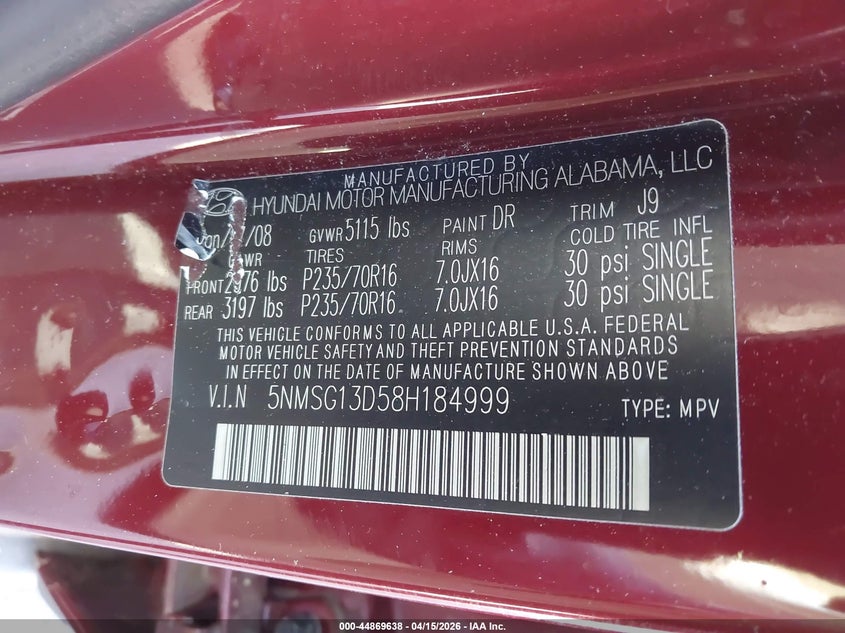 MANUFACTURED BY
HYUNDAI MOTOR MANUFACTURING ALABAMA, LLC
/08 GVWR 5115 lbs PAINT DR TRIM J9
TIRES RIMS COLD TIRE INFL
FRONT 2976 lbs P235/70R16 7.0JX16 30 psi SINGLE
REAR 3197 lbs P235/70R16 7.0JX16 30 psi SINGLE
THIS VEHICLE CONFORMS TO ALL APPLICABLE U.S.A. FEDERAL
MOTOR VEHICLE SAFETY AND THEFT PREVENTION STANDARDS
IN EFFECT ON THE DATE OF MANUFACTURE SHOWN ABOVE
V.I.N 5NMSG13D58H184999 TYPE: MPV
000-44869638 - 04/15/2026 - IAA Inc.